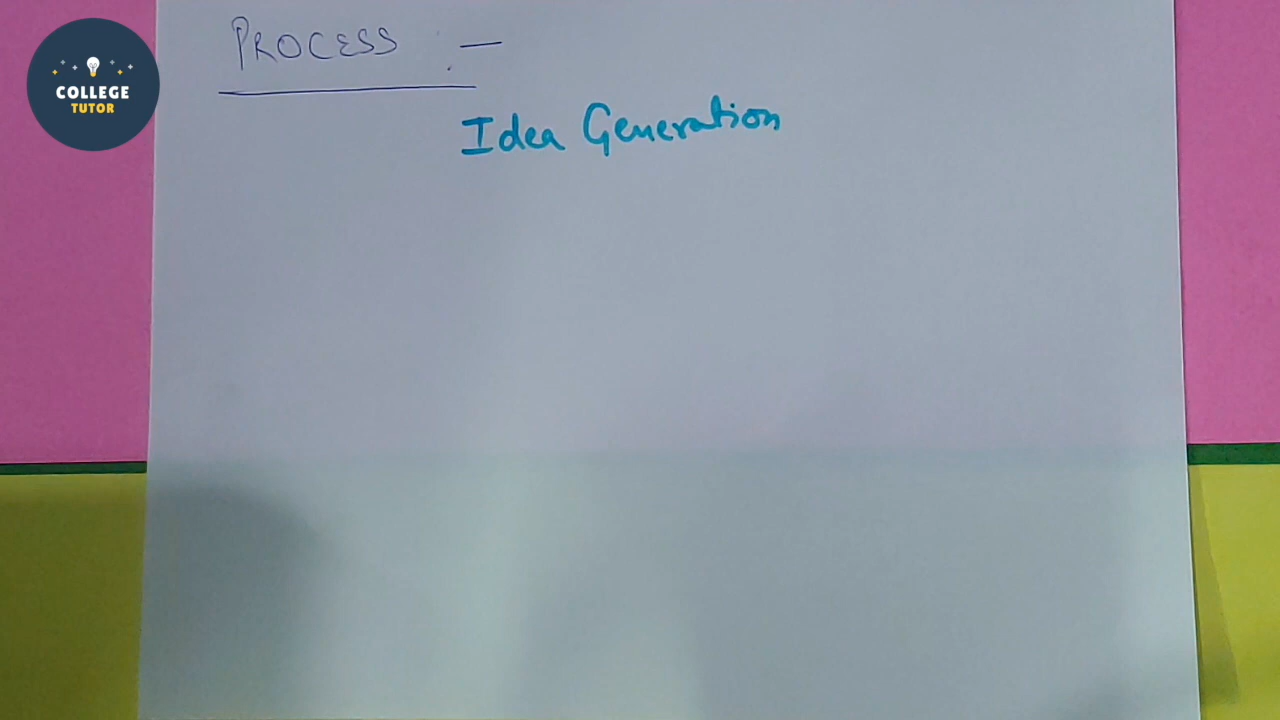 COLLEGE
TUTOR
PROCESS :-
Idea Generation